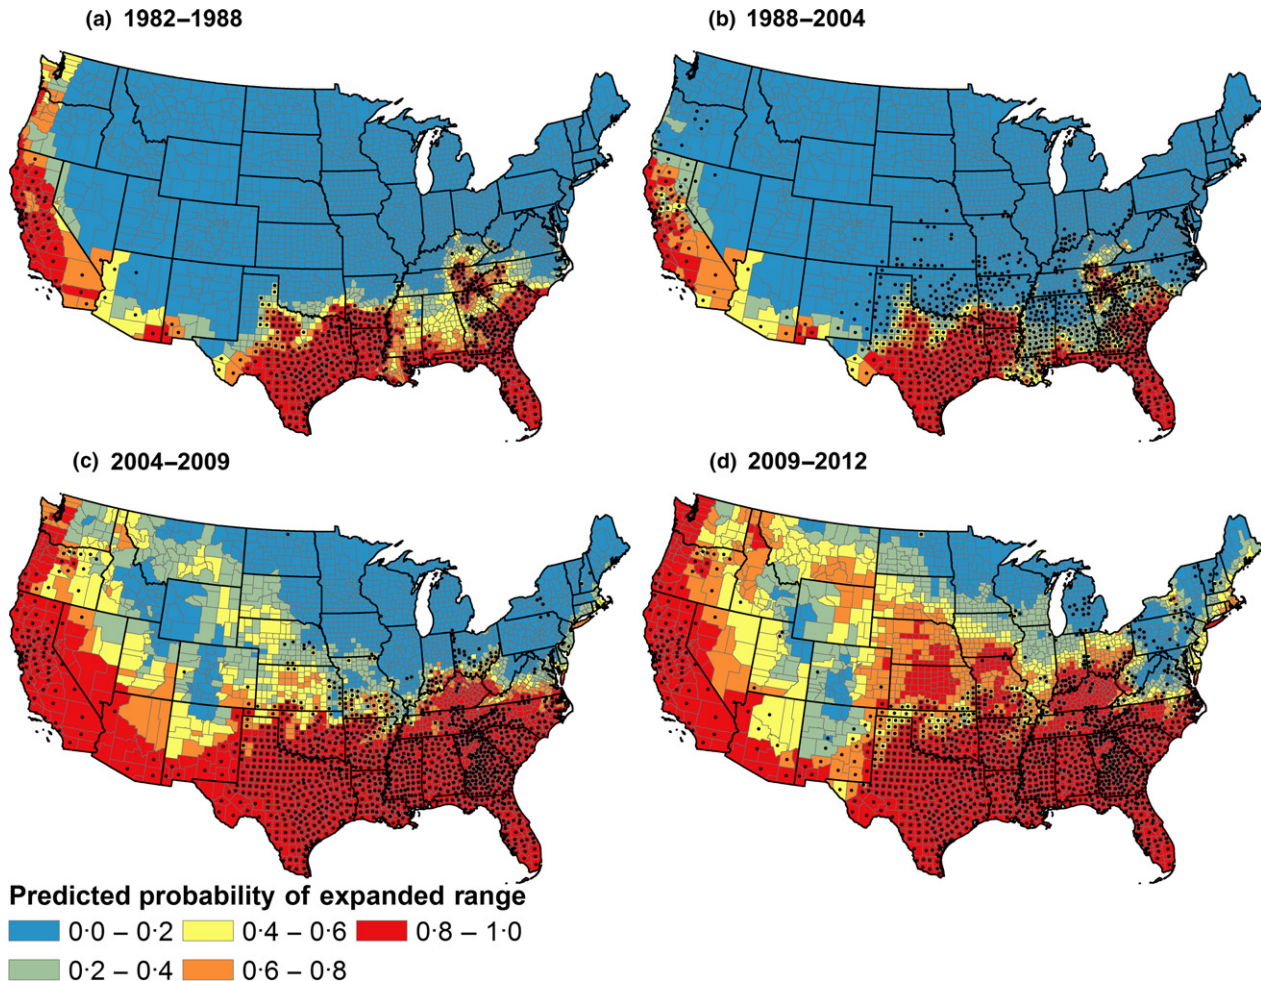 (a) 1982–1988
(b) 1988–2004
(c) 2004–2009
(d) 2009–2012
Predicted probability of expanded range
0·0 – 0·2
0·4 – 0·6
0·8 – 1·0
0·2 – 0·4
0·6 – 0·8